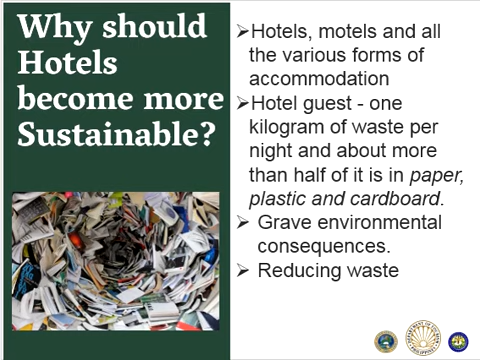 Why should
Hotels
become more
Sustainable?
➢Hotels, motels and all
the various forms of
accommodation
➢Hotel guest - one
kilogram of waste per
night and about more
than half of it is in paper,
plastic and cardboard.
➢ Grave environmental
consequences.
➢ Reducing waste